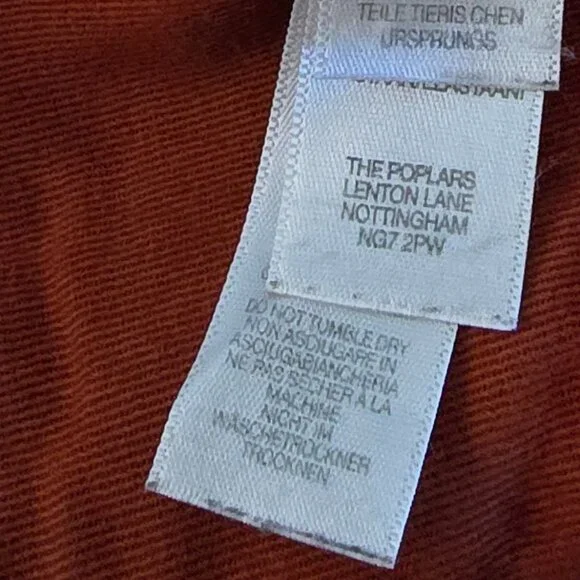 TEILE TIERISCHEN
URSPRUNGS
THE POPLARS
LENTON LANE
NOTTINGHAM
NG7 2PW
DO NOT TUMBLE DRY
NON ASCIUGARE IN
ASCIUGABIANCHERIA
NE PAS SECHER À LA
MACHINE
NICHT IM
WÄSCHETROCKNER
TROCKNEN